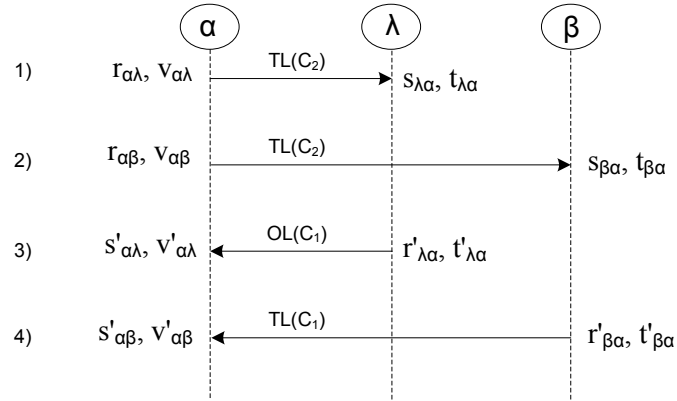 α λ β
1) rαλ, vαλ TL(C₂) sλα, tλα
2) rαβ, vαβ TL(C₂) sβα, tβα
3) s'αλ, v'αλ OL(C₁) r'λα, t'λα
4) s'αβ, v'αβ TL(C₁) r'βα, t'βα